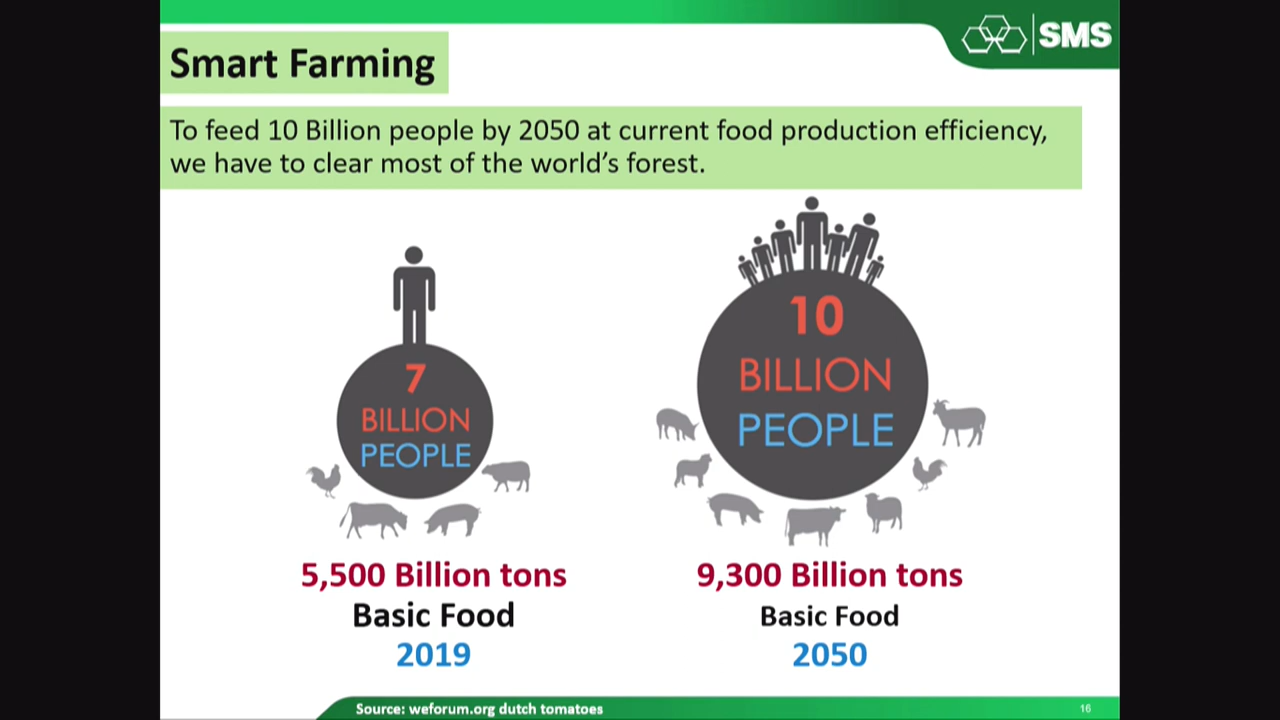 SMS
Smart Farming
To feed 10 Billion people by 2050 at current food production efficiency,
we have to clear most of the world's forest.
7
BILLION
PEOPLE
5,500 Billion tons
Basic Food
2019
10
BILLION
PEOPLE
9,300 Billion tons
Basic Food
2050
Source: weforum.org dutch tomatoes
16